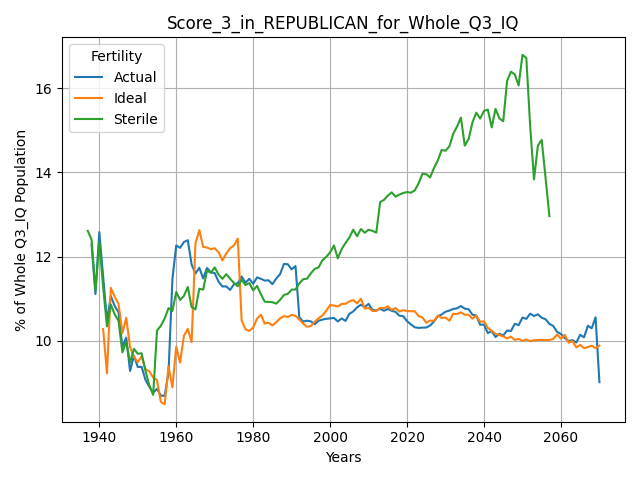 Score_3_in_REPUBLICAN_for_Whole_Q3_IQ
Fertility
Actual
Ideal
Sterile
% of Whole Q3_IQ Population
16
14
12
10
1940 1960 1980 2000 2020 2040 2060
Years